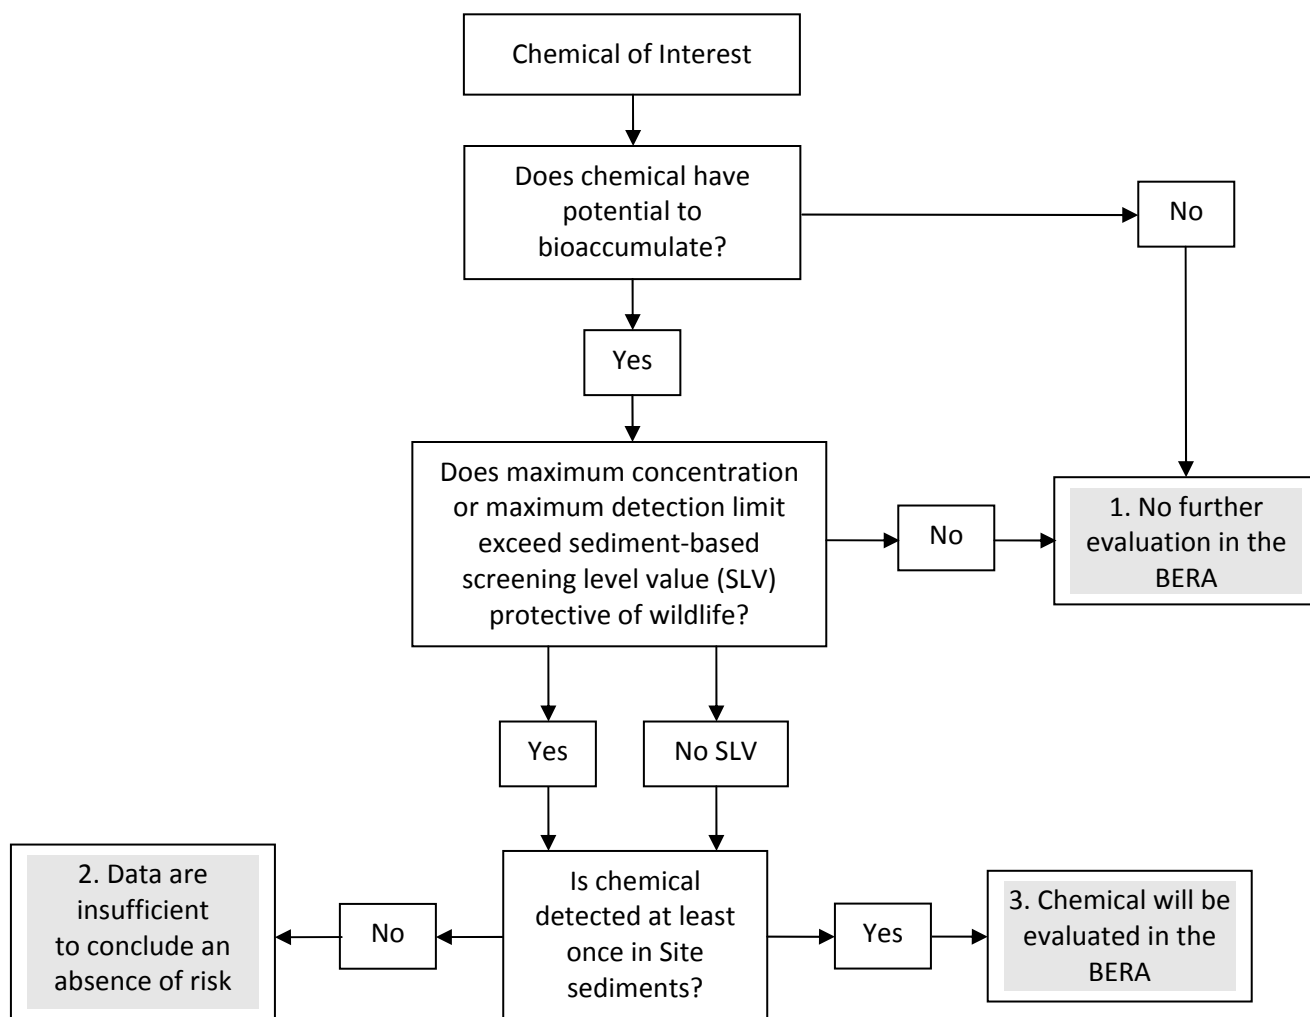 Chemical of Interest
Does chemical have
potential to
bioaccumulate?
No
Yes
Does maximum concentration
or maximum detection limit
exceed sediment-based
screening level value (SLV)
protective of wildlife?
No
1. No further
evaluation in the
BERA
Yes
No SLV
2. Data are
insufficient
to conclude an
absence of risk
No
Is chemical
detected at least
once in Site
sediments?
Yes
3. Chemical will be
evaluated in the
BERA